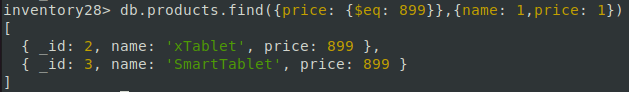 inventory28> db.products.find({price: {$eq: 899}},{name: 1,price: 1})
[
  { _id: 2, name: 'xTablet', price: 899 },
  { _id: 3, name: 'SmartTablet', price: 899 }
]